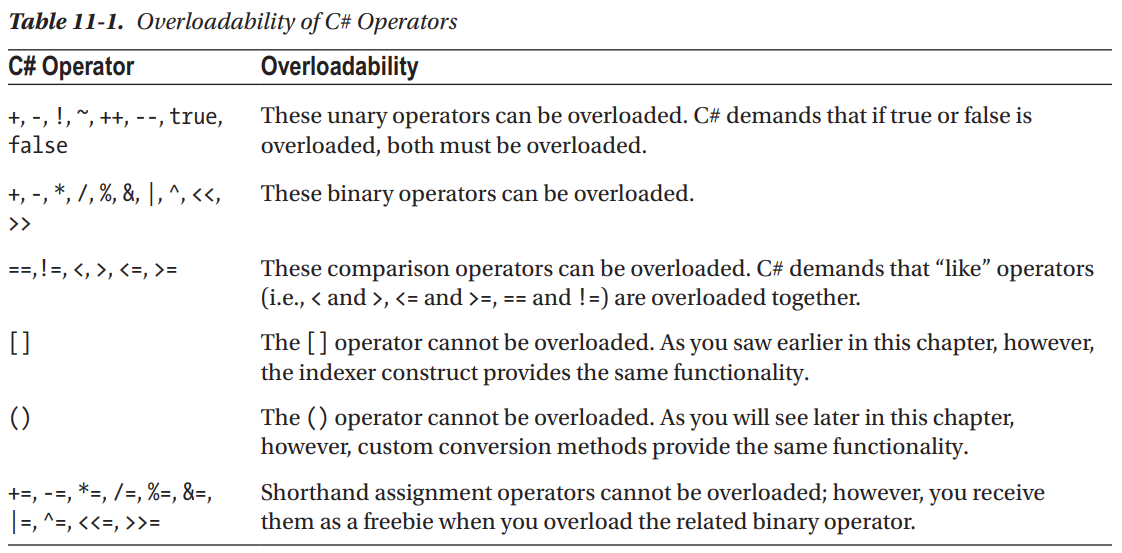 Table 11-1. Overloadability of C# Operators
C# Operator Overloadability
+, -, !, ~, ++, --, true, These unary operators can be overloaded. C# demands that if true or false is
false overloaded, both must be overloaded.
+, -, *, /, %, &, |, ^, <<, These binary operators can be overloaded.
>>
==,!=, <, >, <=, >= These comparison operators can be overloaded. C# demands that “like” operators
(i.e., < and >, <= and >=, == and !=) are overloaded together.
[] The [] operator cannot be overloaded. As you saw earlier in this chapter, however,
the indexer construct provides the same functionality.
() The () operator cannot be overloaded. As you will see later in this chapter,
however, custom conversion methods provide the same functionality.
+=, -=, *=, /=, %=, &=, Shorthand assignment operators cannot be overloaded; however, you receive
|=, ^=, <<=, >>= them as a freebie when you overload the related binary operator.